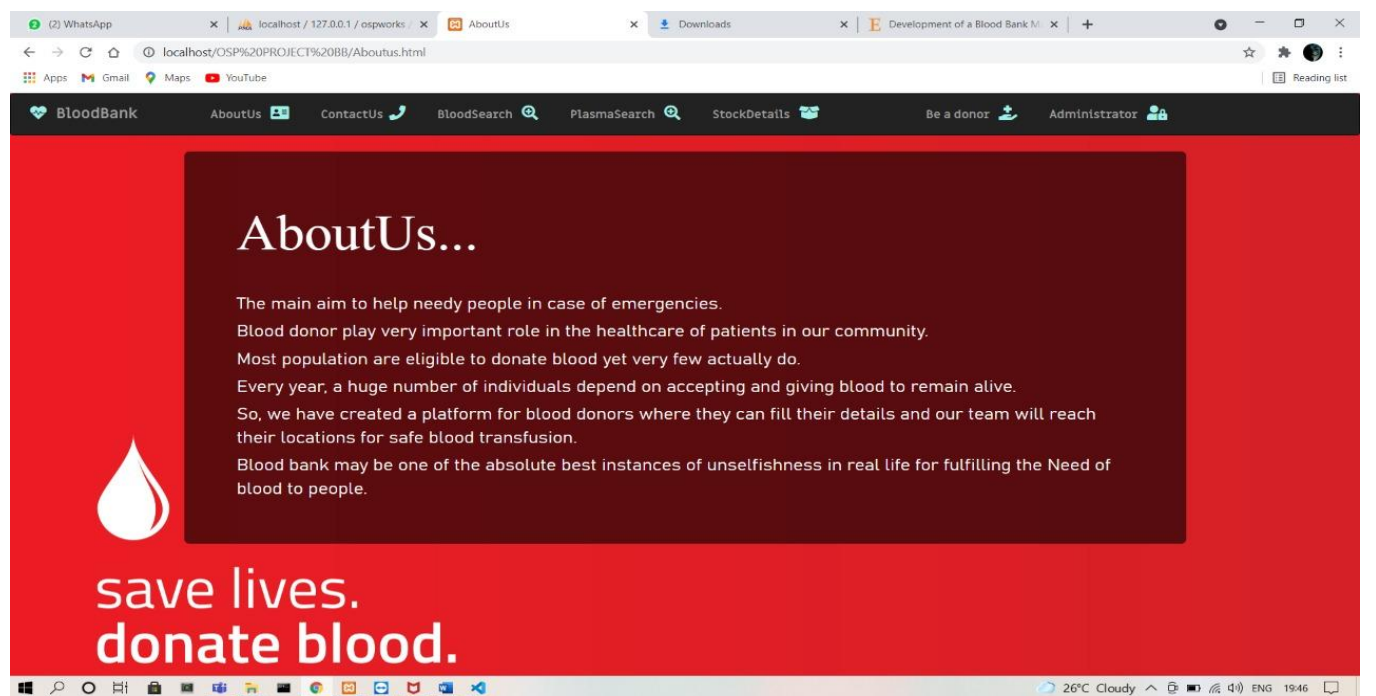 (2) WhatsApp
localhost / 127.0.0.1 / ospworks /
AboutUs
Downloads
Development of a Blood Bank M
localhost/OSP%20PROJECT%20BB/Aboutus.html
Apps Gmail Maps YouTube Reading list
BloodBank AboutUs ContactUs BloodSearch PlasmaSearch StockDetails Be a donor Administrator
AboutUs...
The main aim to help needy people in case of emergencies.
Blood donor play very important role in the healthcare of patients in our community.
Most population are eligible to donate blood yet very few actually do.
Every year, a huge number of individuals depend on accepting and giving blood to remain alive.
So, we have created a platform for blood donors where they can fill their details and our team will reach
their locations for safe blood transfusion.
Blood bank may be one of the absolute best instances of unselfishness in real life for fulfilling the Need of
blood to people.
save lives.
donate blood.
26°C Cloudy ENG 19:46